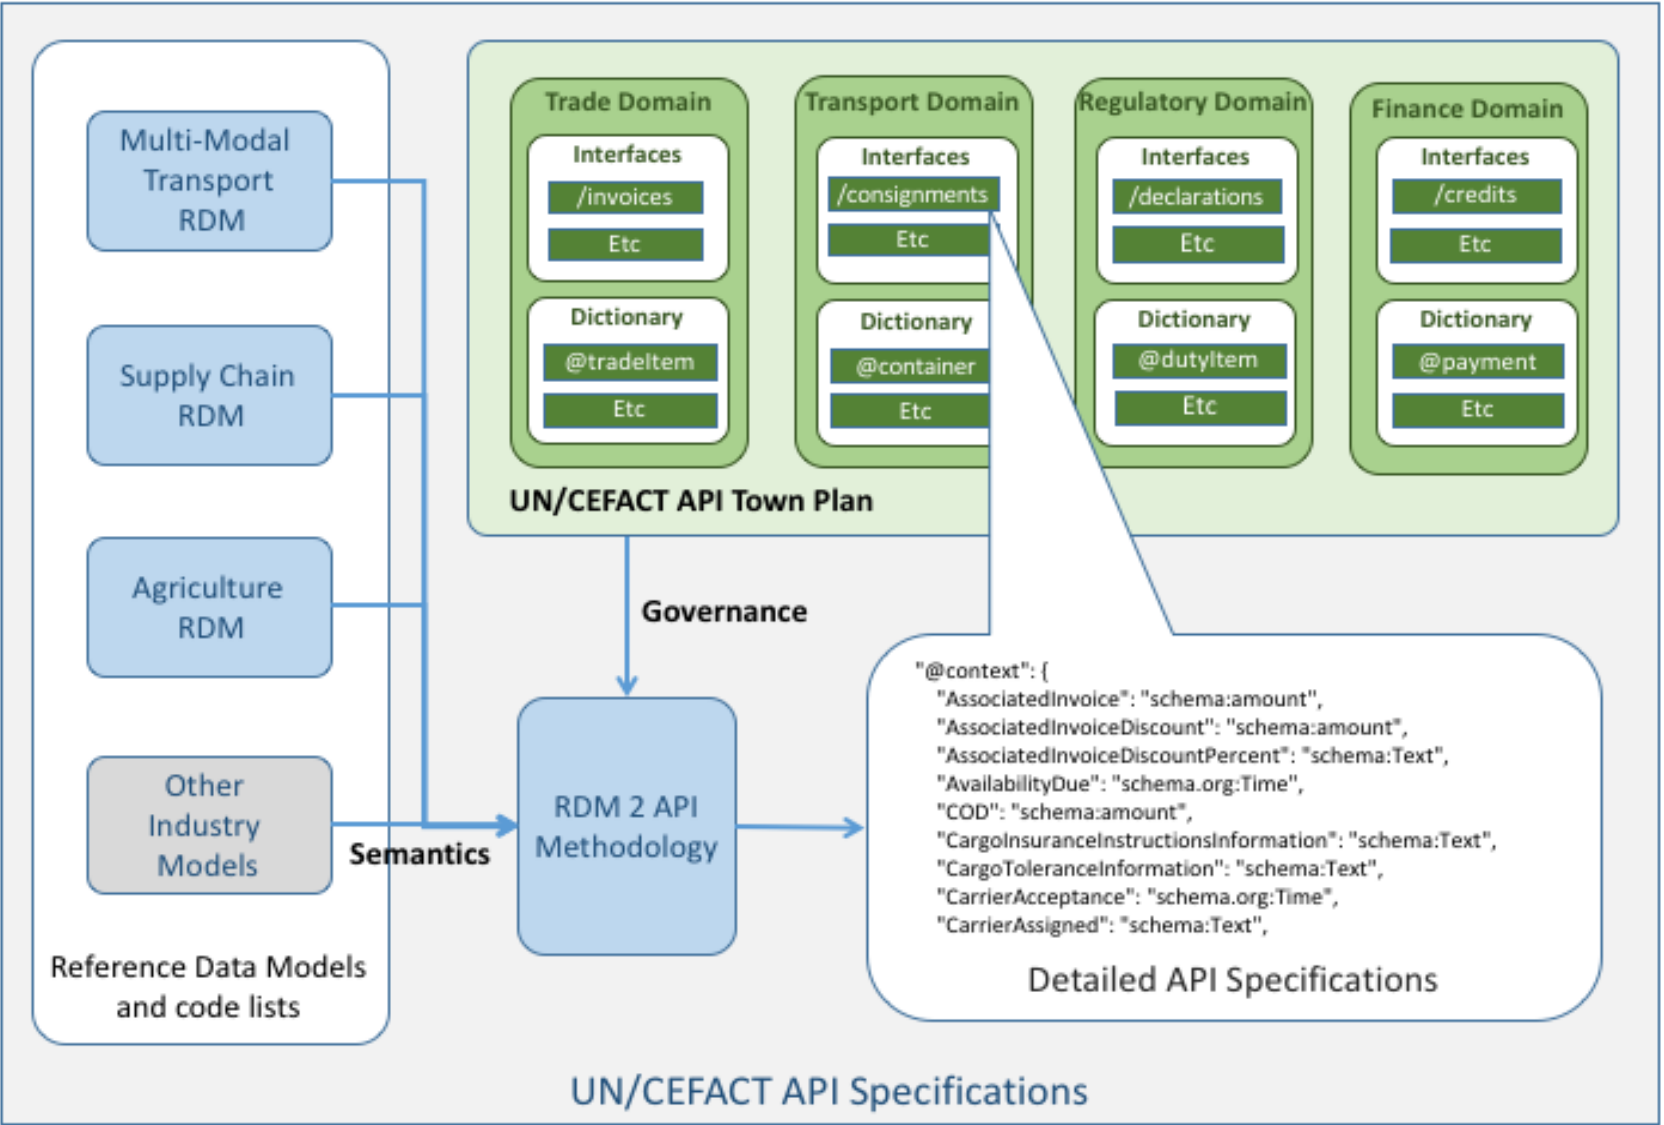 Multi-Modal
Transport
RDM
Supply Chain
RDM
Agriculture
RDM
Other
Industry
Models
Reference Data Models
and code lists
Semantics
Trade Domain
Interfaces
/invoices
Etc
Dictionary
@tradeItem
Etc
Transport Domain
Interfaces
/consignments
Etc
Dictionary
@container
Etc
Regulatory Domain
Interfaces
/declarations
Etc
Dictionary
@dutyItem
Etc
Finance Domain
Interfaces
/credits
Etc
Dictionary
@payment
Etc
UN/CEFACT API Town Plan
Governance
RDM 2 API
Methodology
"@context": {
"AssociatedInvoice": "schema:amount",
"AssociatedInvoiceDiscount": "schema:amount",
"AssociatedInvoiceDiscountPercent": "schema:Text",
"AvailabilityDue": "schema.org:Time",
"COD": "schema:amount",
"CargoInsuranceInstructionsInformation": "schema:Text",
"CargoToleranceInformation": "schema:Text",
"CarrierAcceptance": "schema.org:Time",
"CarrierAssigned": "schema:Text",
Detailed API Specifications
UN/CEFACT API Specifications